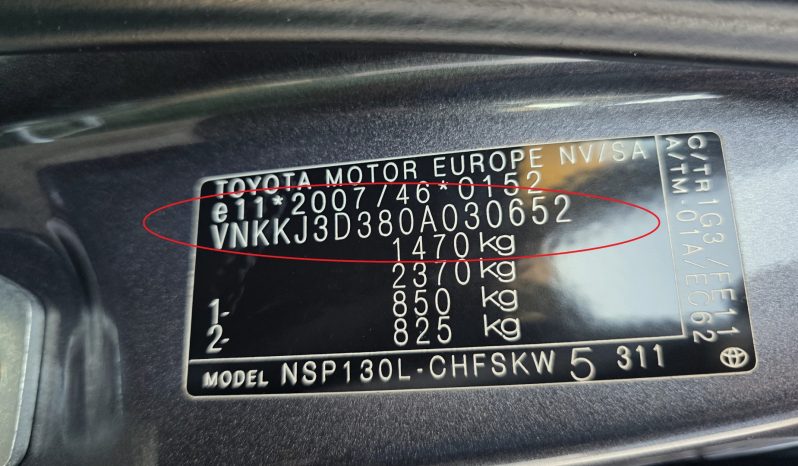 TOYOTA MOTOR EUROPE NV/SA
e11*2007/46*0152
VNKKJ3D380A030652
1470 kg
2370 kg
1- 850 kg
2- 825 kg
MODEL NSP130L-CHFSKW 5 311
C/TR 1G3/FE11
A/TM 01A/EC62